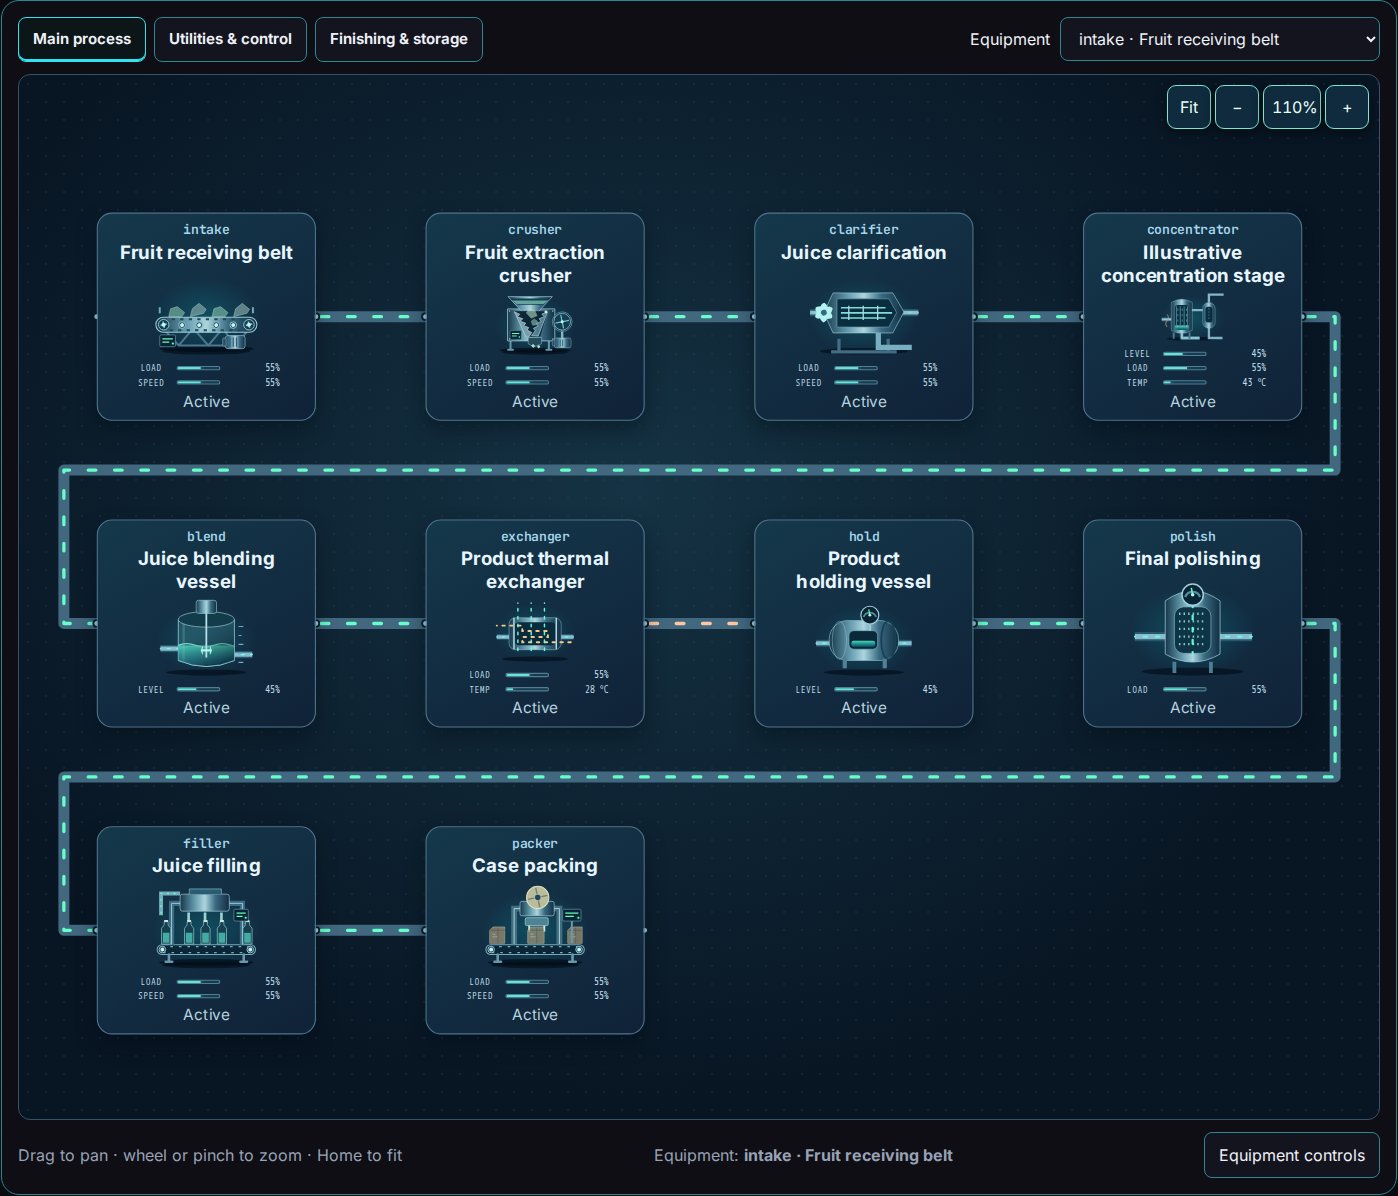 Main process
Utilities & control
Finishing & storage
Equipment
intake · Fruit receiving belt
Fit
−
110%
+
intake
Fruit receiving belt
LOAD 55%
SPEED 55%
Active
crusher
Fruit extraction
crusher
LOAD 55%
SPEED 55%
Active
clarifier
Juice clarification
LOAD 55%
SPEED 55%
Active
concentrator
Illustrative
concentration stage
LEVEL 45%
LOAD 55%
TEMP 43 °C
Active
blend
Juice blending
vessel
LEVEL 45%
Active
exchanger
Product thermal
exchanger
LOAD 55%
TEMP 28 °C
Active
hold
Product
holding vessel
LEVEL 45%
Active
polish
Final polishing
LOAD 55%
Active
filler
Juice filling
LOAD 55%
SPEED 55%
Active
packer
Case packing
LOAD 55%
SPEED 55%
Active
Drag to pan · wheel or pinch to zoom · Home to fit
Equipment: intake · Fruit receiving belt
Equipment controls